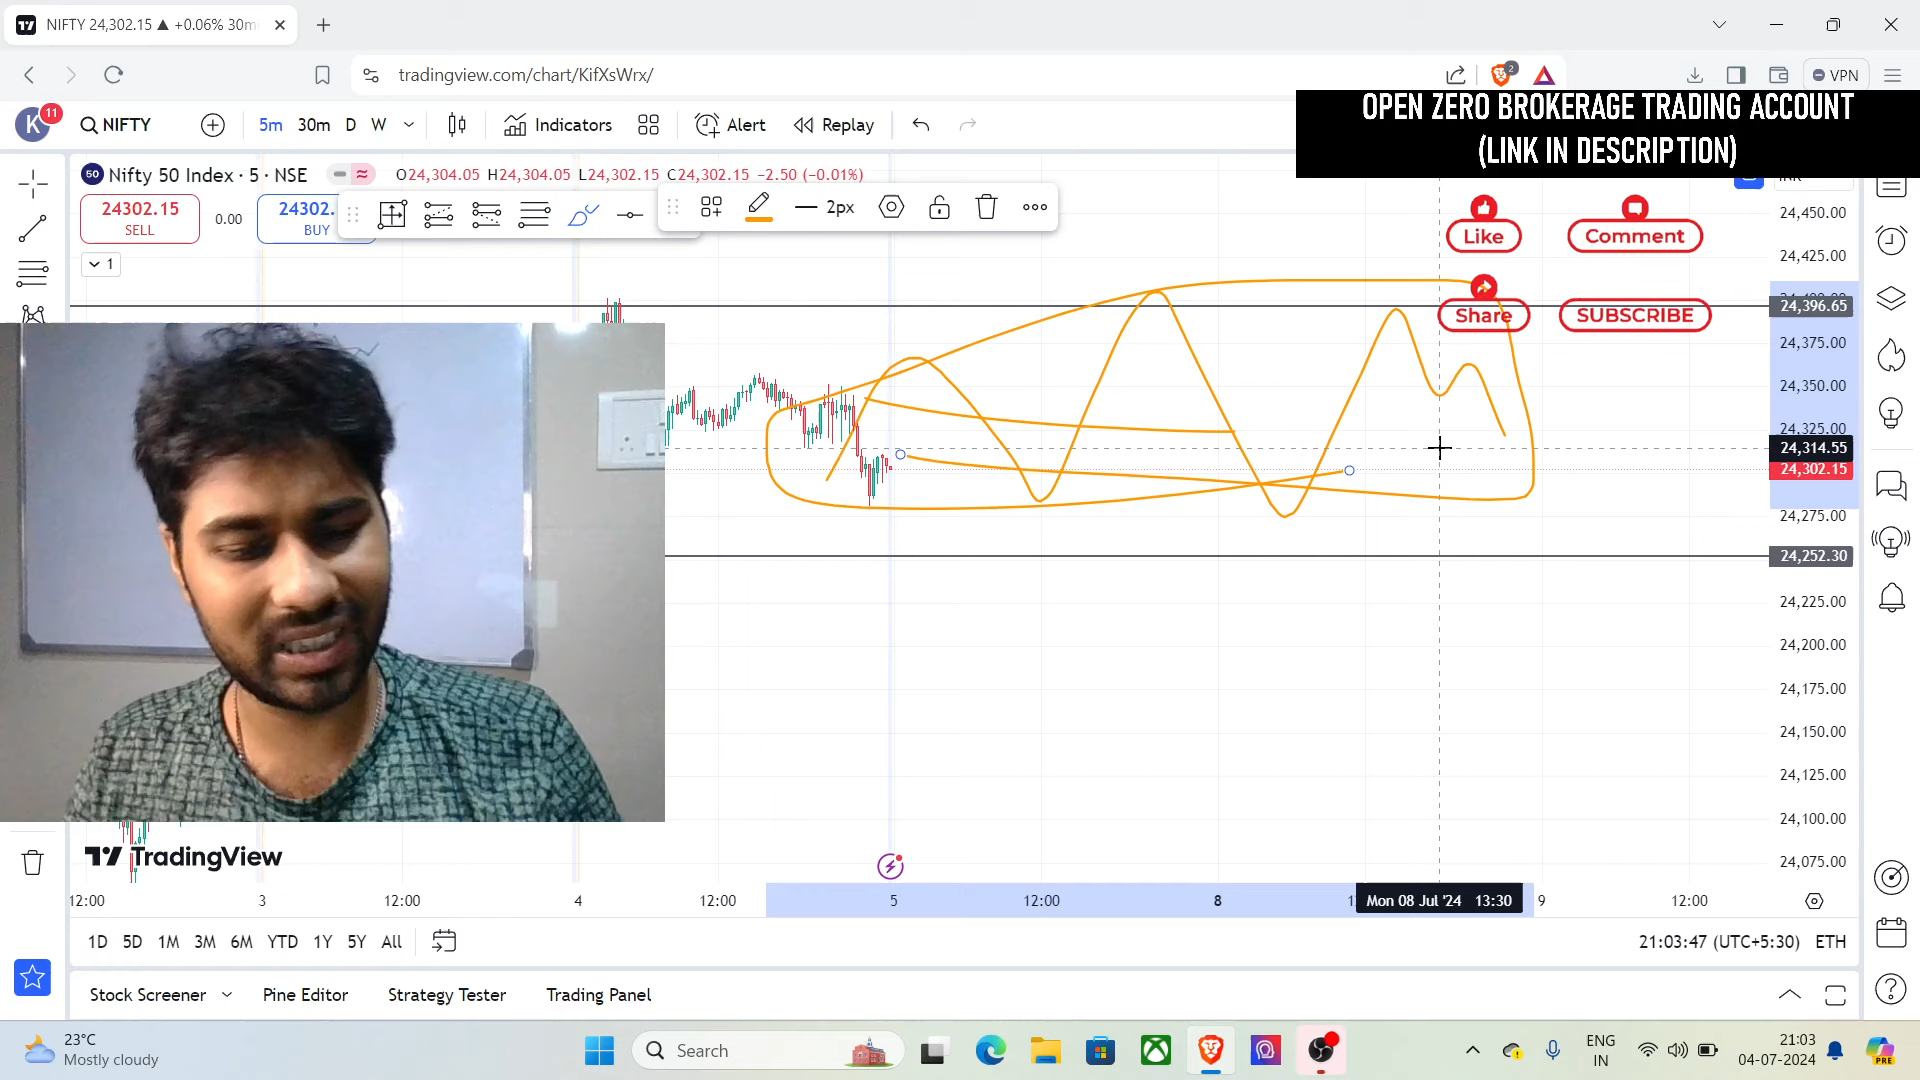 NIFTY 24,302.15 ▲ +0.06% 30m
tradingview.com/chart/KifXsWrx/
2
VPN
OPEN ZERO BROKERAGE TRADING ACCOUNT
(LINK IN DESCRIPTION)
K
11
NIFTY
5m
30m
D
W
Indicators
Alert
Replay
50
Nifty 50 Index · 5 · NSE
O24,304.05 H24,304.05 L24,302.15 C24,302.15 −2.50 (−0.01%)
24302.15
SELL
0.00
24302.
BUY
2px
1
Like
Comment
Share
SUBSCRIBE
24,450.00
24,425.00
24,396.65
24,375.00
24,350.00
24,325.00
24,314.55
24,302.15
24,275.00
24,252.30
24,225.00
24,200.00
24,175.00
24,150.00
24,125.00
24,100.00
24,075.00
TradingView
12:00
3
12:00
4
12:00
5
12:00
8
Mon 08 Jul '24 13:30
9
12:00
1D 5D 1M 3M 6M YTD 1Y 5Y All
21:03:47 (UTC+5:30) ETH
Stock Screener
Pine Editor
Strategy Tester
Trading Panel
23°C
Mostly cloudy
Search
PRE
ENG
IN
21:03
04-07-2024